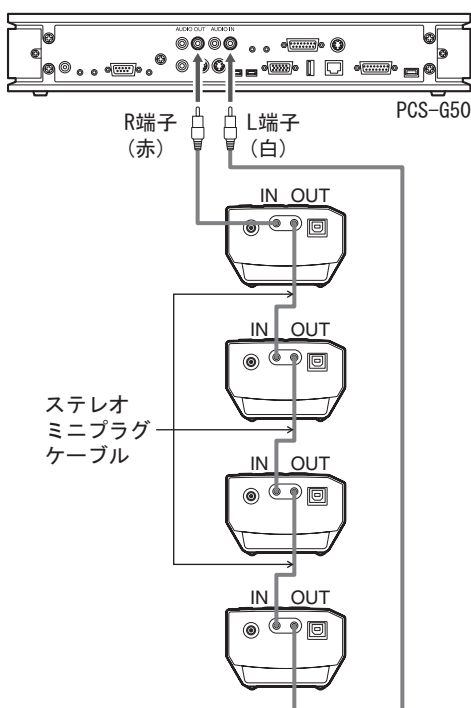 AUDIO OUT AUDIO IN
PCS-G50
R端子
（赤）
L端子
（白）
IN OUT
IN OUT
ステレオ
ミニプラグ
ケーブル
IN OUT
IN OUT